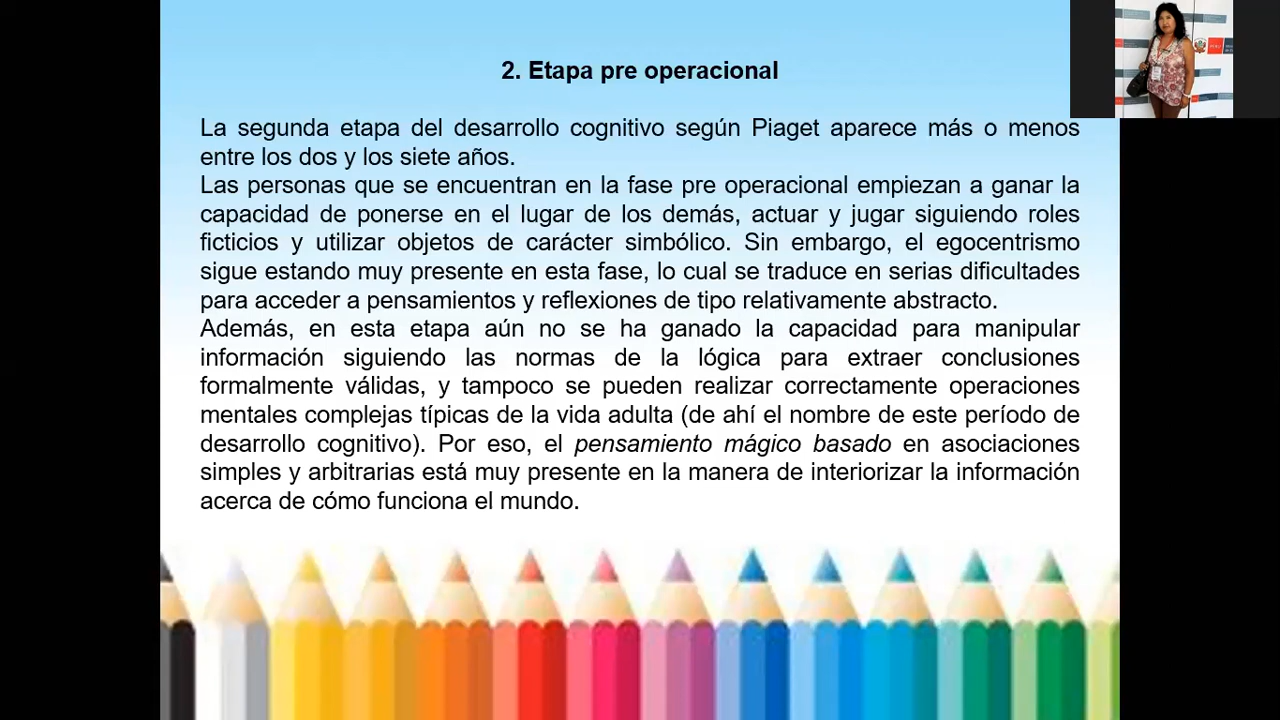 2. Etapa pre operacional
La segunda etapa del desarrollo cognitivo según Piaget aparece más o menos
entre los dos y los siete años.
Las personas que se encuentran en la fase pre operacional empiezan a ganar la
capacidad de ponerse en el lugar de los demás, actuar y jugar siguiendo roles
ficticios y utilizar objetos de carácter simbólico. Sin embargo, el egocentrismo
sigue estando muy presente en esta fase, lo cual se traduce en serias dificultades
para acceder a pensamientos y reflexiones de tipo relativamente abstracto.
Además, en esta etapa aún no se ha ganado la capacidad para manipular
información siguiendo las normas de la lógica para extraer conclusiones
formalmente válidas, y tampoco se pueden realizar correctamente operaciones
mentales complejas típicas de la vida adulta (de ahí el nombre de este período de
desarrollo cognitivo). Por eso, el pensamiento mágico basado en asociaciones
simples y arbitrarias está muy presente en la manera de interiorizar la información
acerca de cómo funciona el mundo.